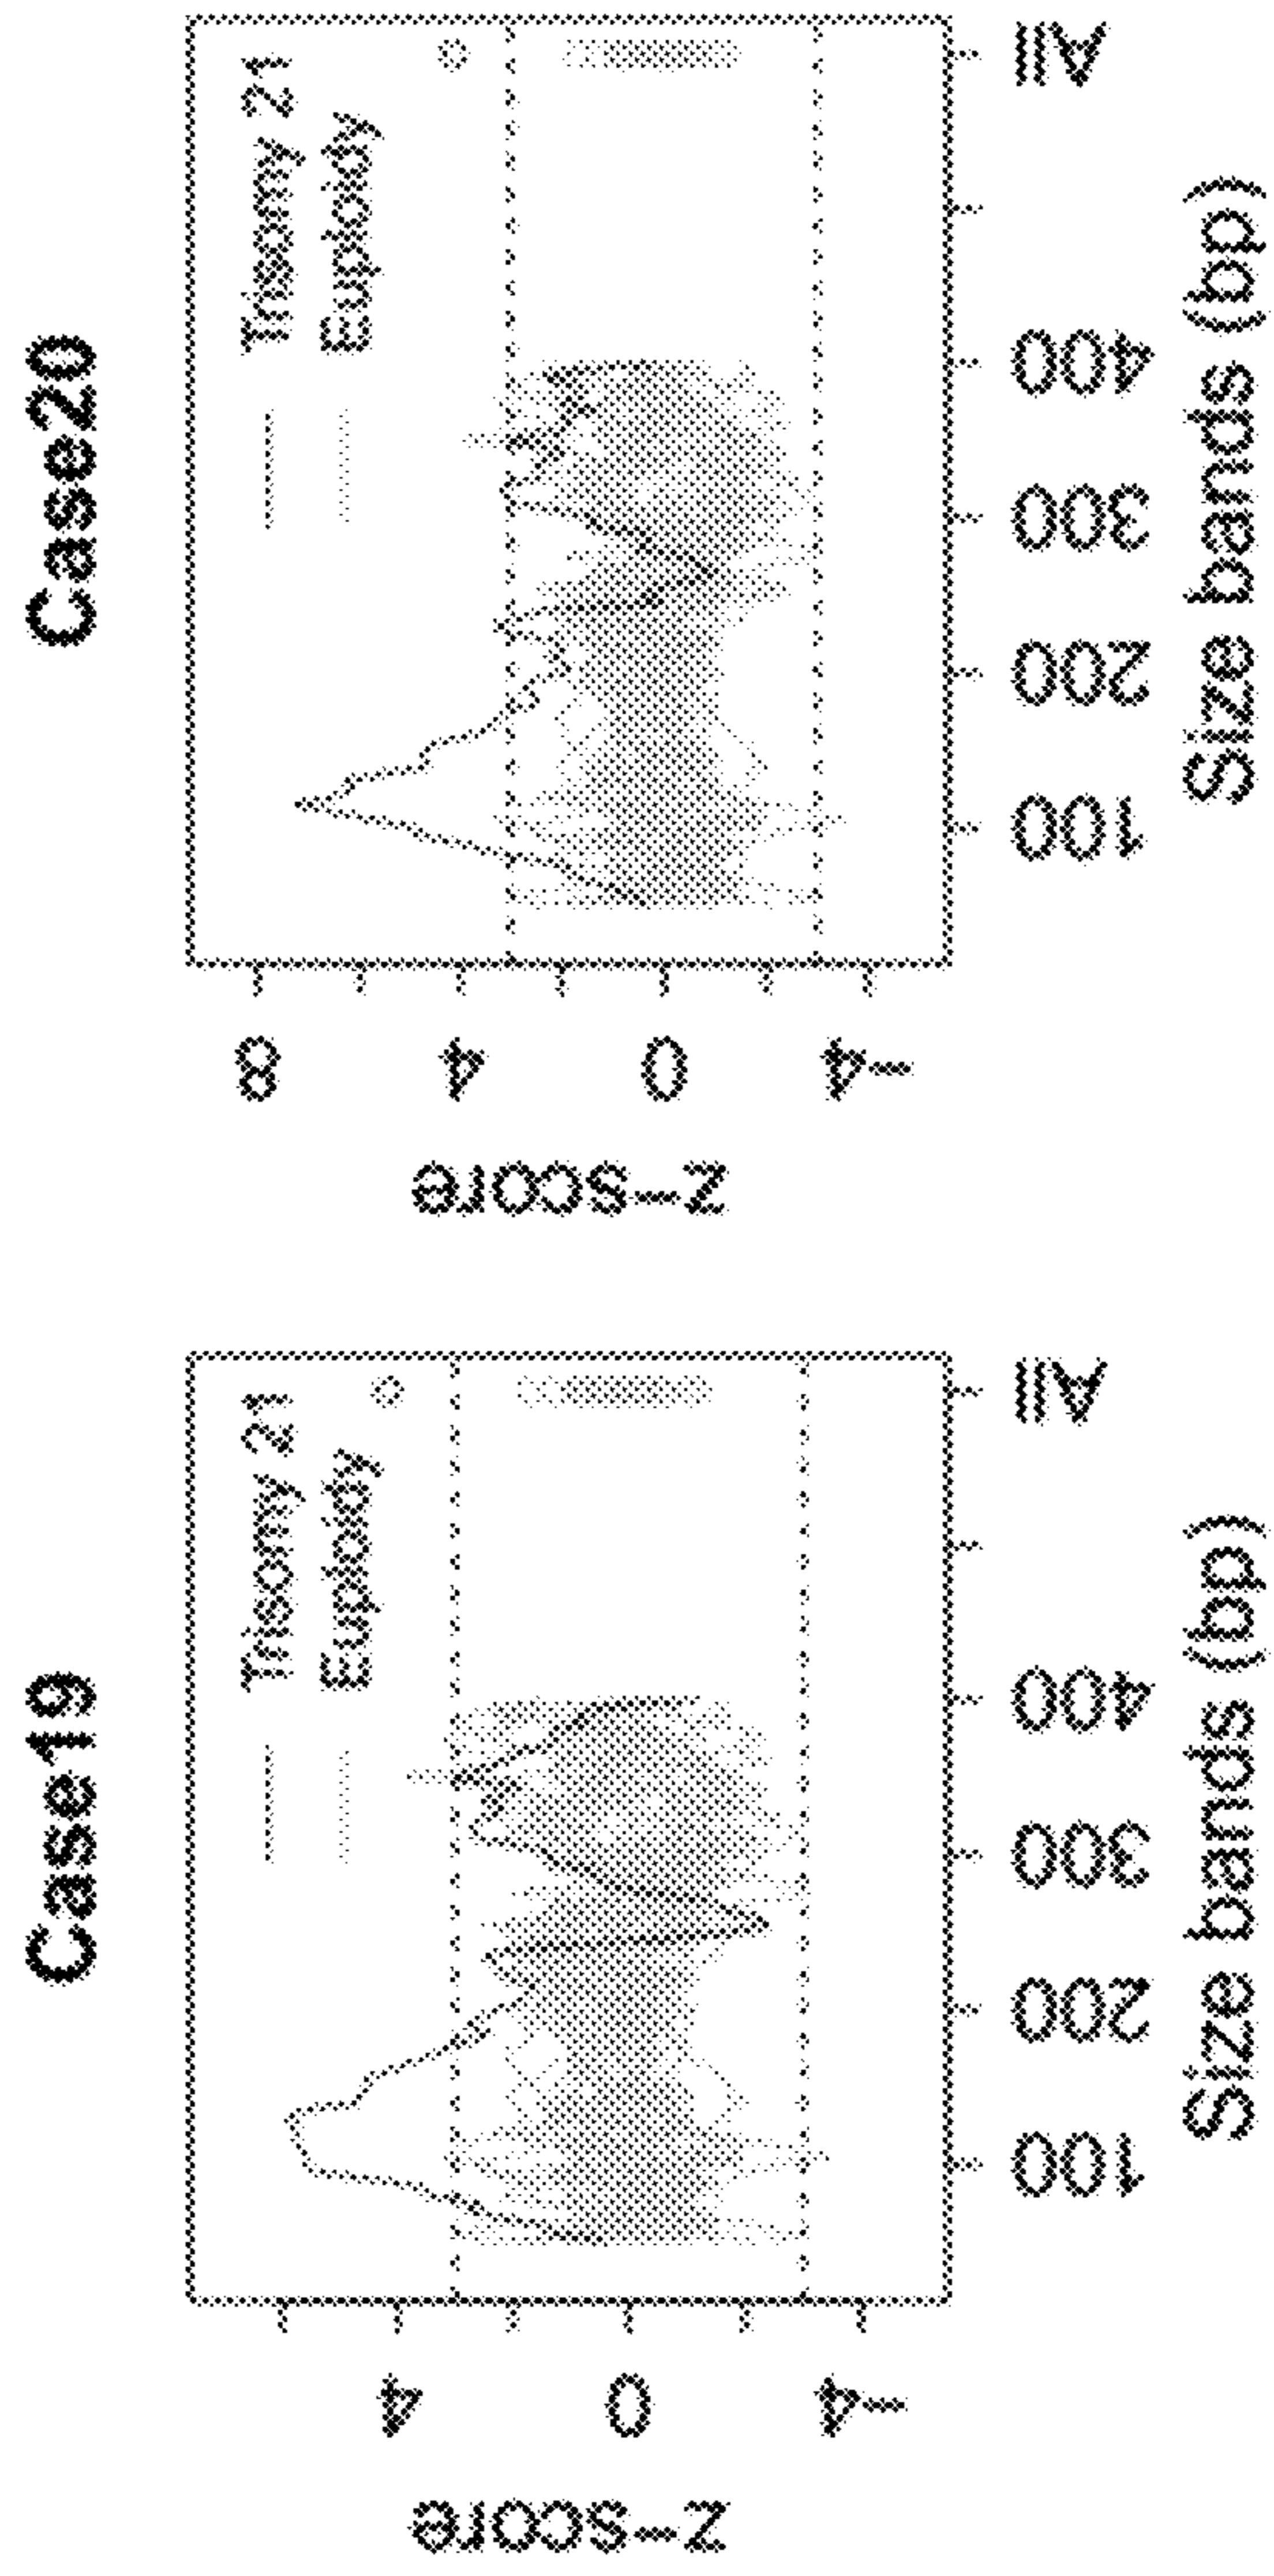 Case19
Trisomy 21
Euploidy
z-score
4
0
-4
100
200
300
400
All
Size bands (bp)
Case20
Trisomy 21
Euploidy
z-score
8
4
0
-4
100
200
300
400
All
Size bands (bp)